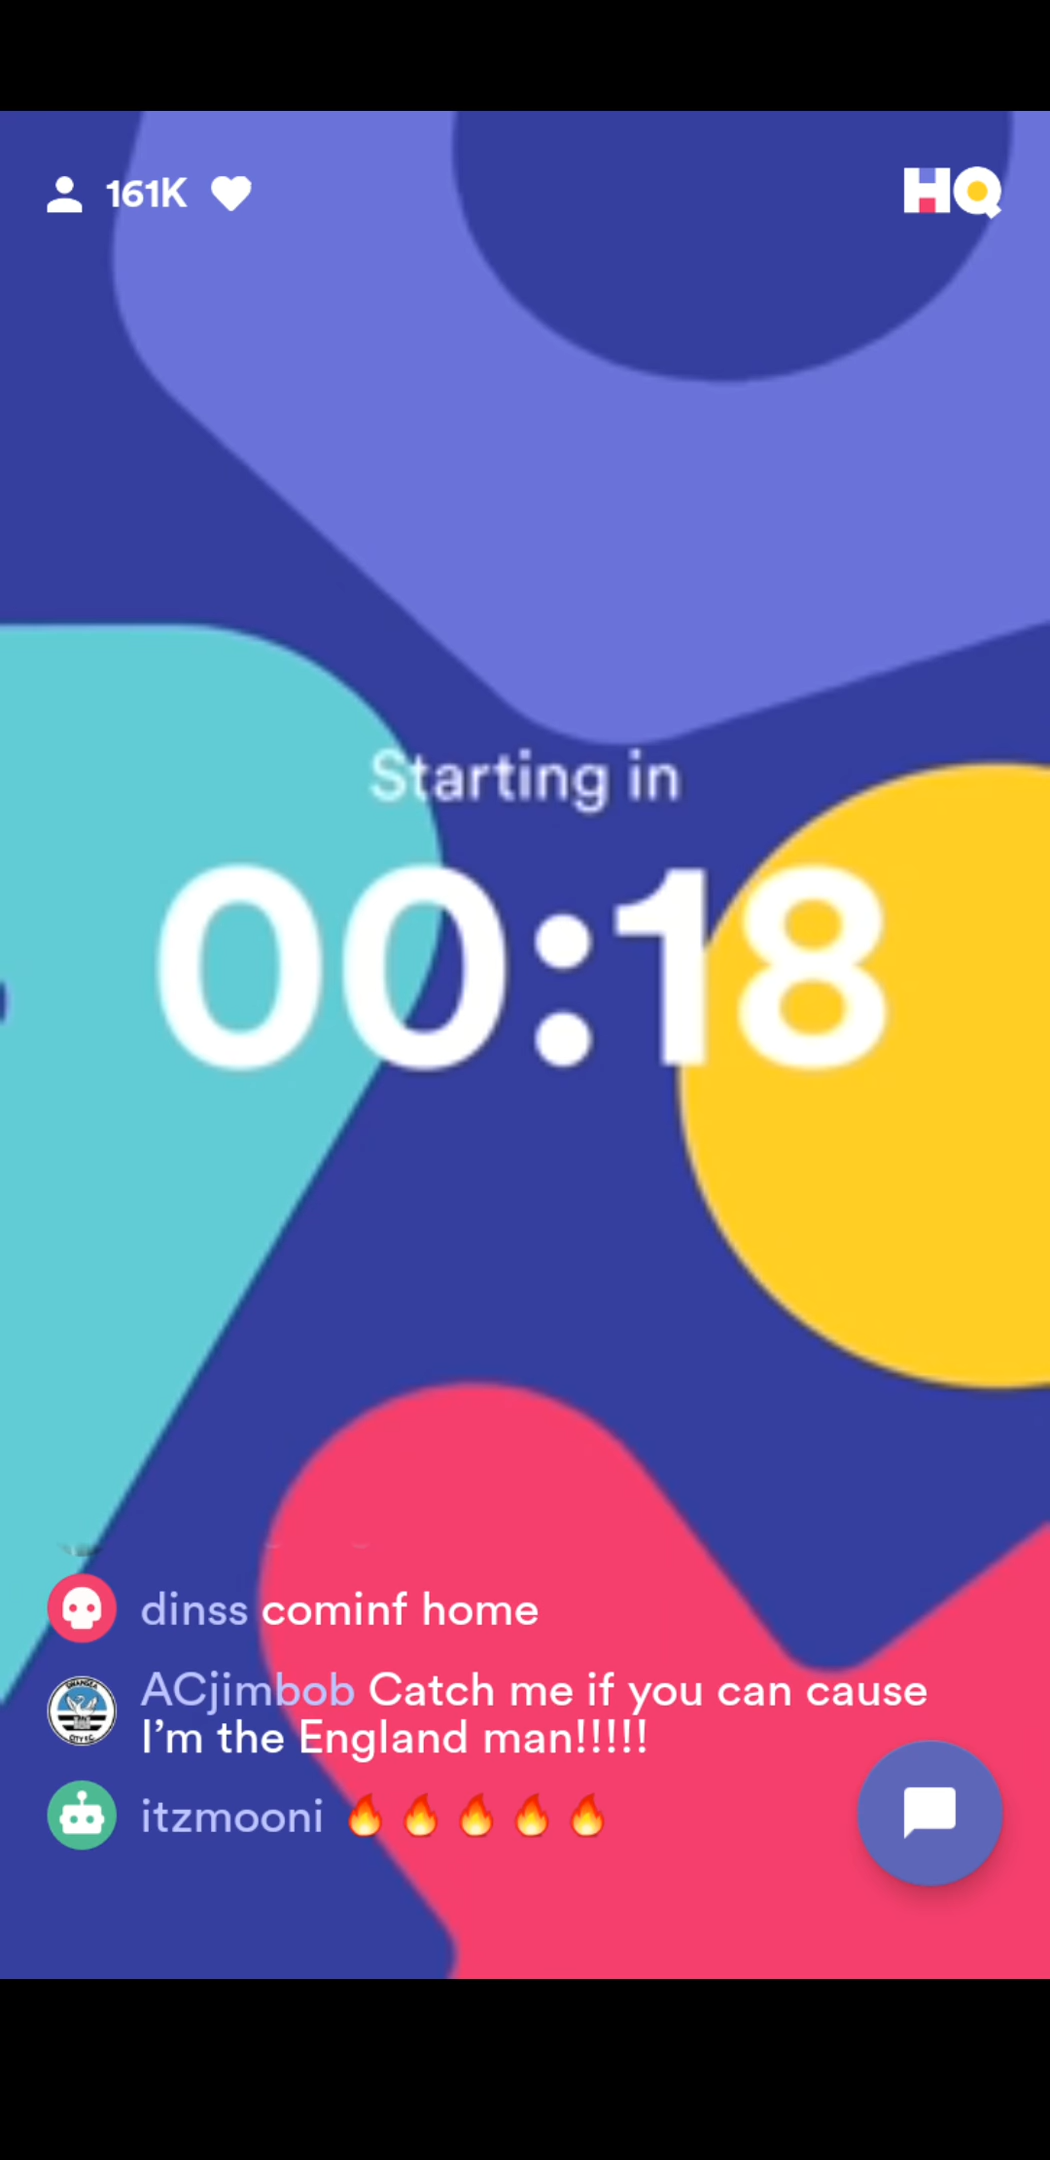 161K
HQ
Starting in
00:18
dinss cominf home
ACjimbob Catch me if you can cause
I'm the England man!!!!!
itzmooni 🔥🔥🔥🔥🔥